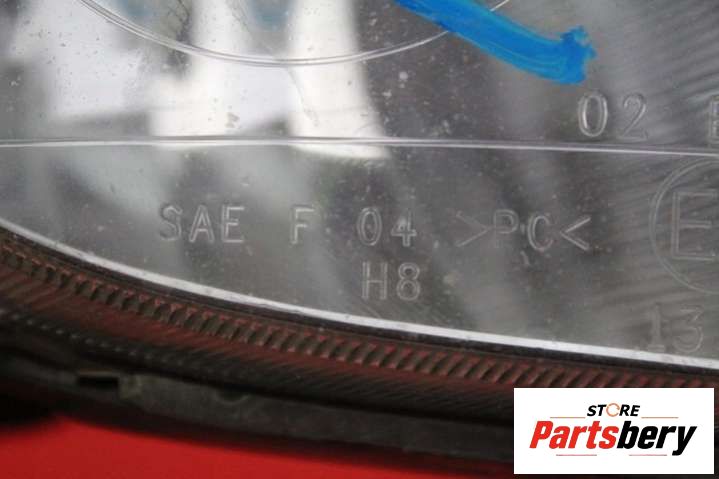 02
SAE F 04 >PC<
H8
E
13
STORE
Partsbery